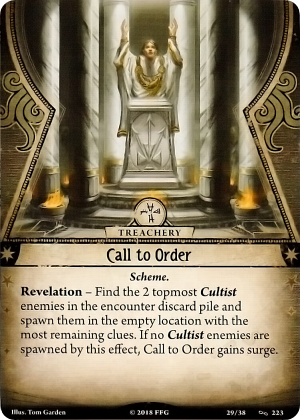 TREACHERY
Call to Order
Scheme.
Revelation – Find the 2 topmost Cultist
enemies in the encounter discard pile and
spawn them in the empty location with the
most remaining clues. If no Cultist enemies are
spawned by this effect, Call to Order gains surge.
Illus. Tom Garden © 2018 FFG 29/38 223